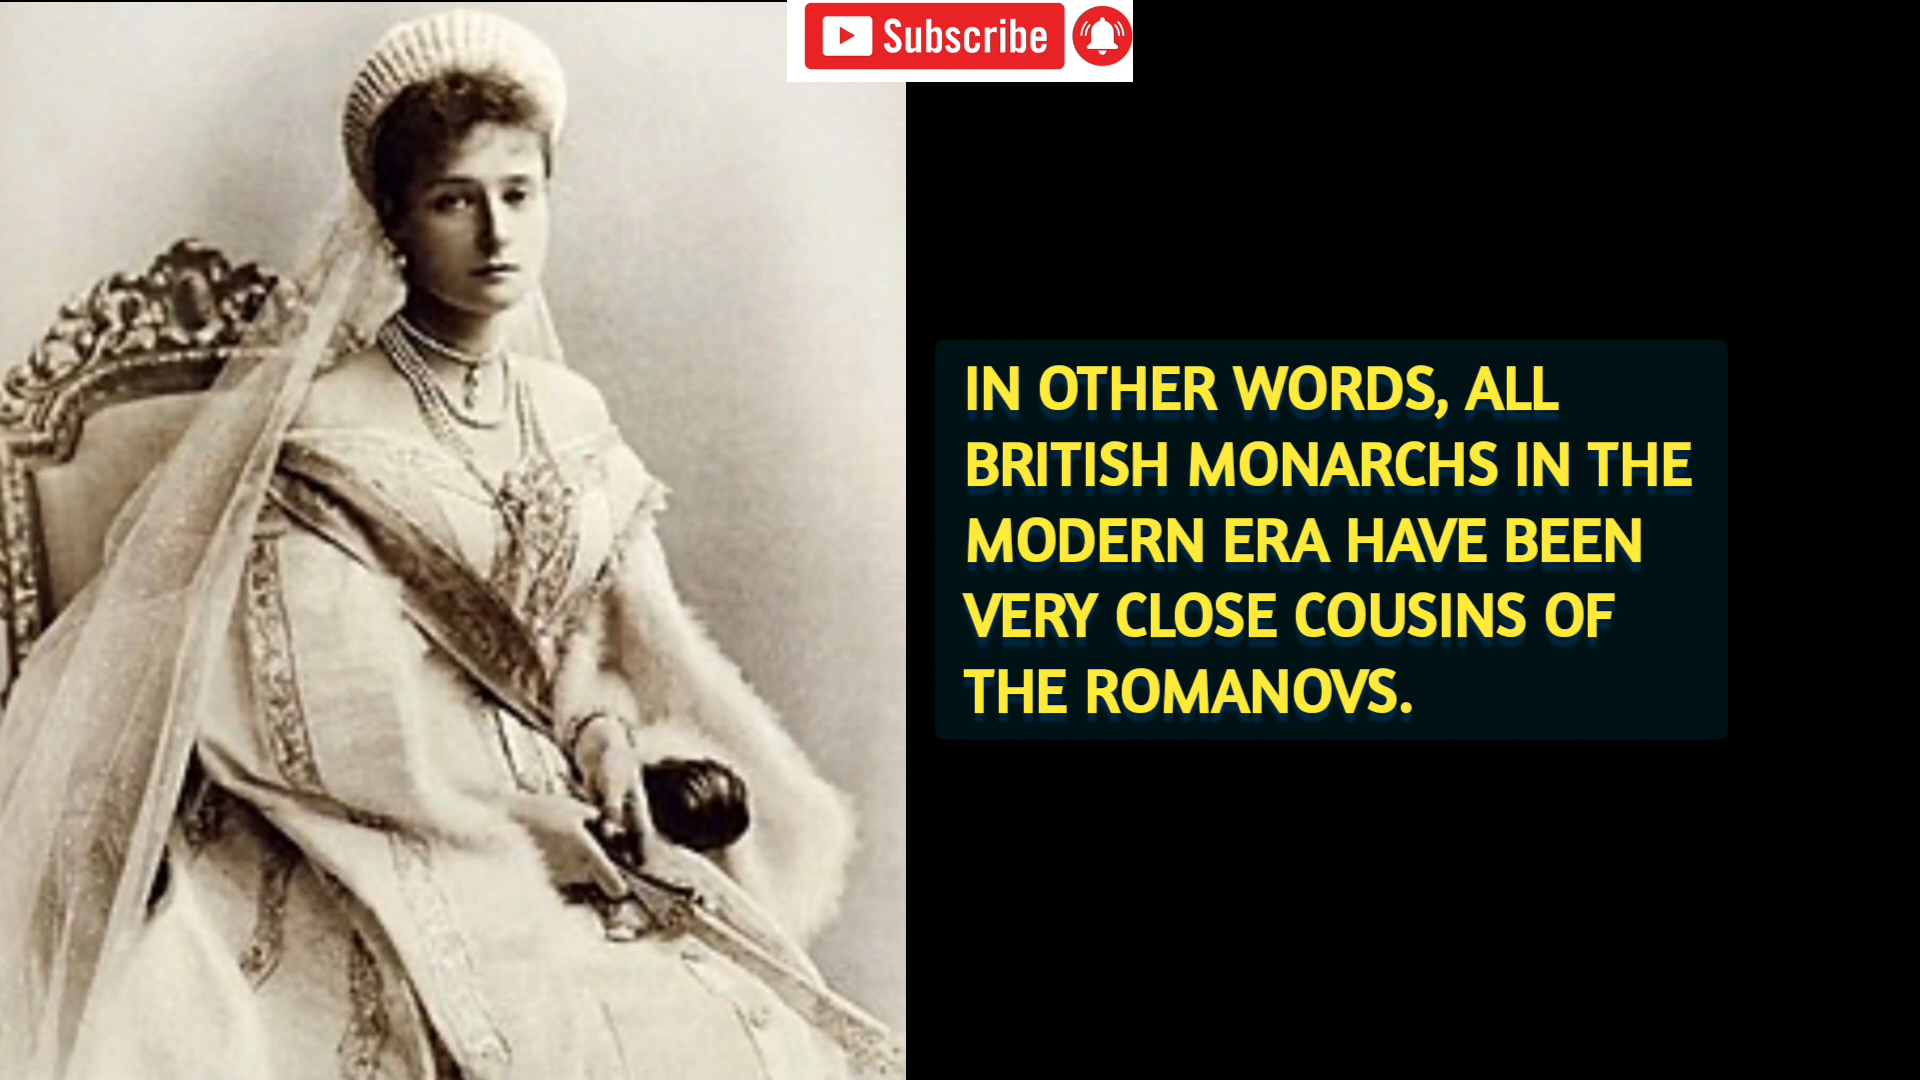 Subscribe
IN OTHER WORDS, ALL
BRITISH MONARCHS IN THE
MODERN ERA HAVE BEEN
VERY CLOSE COUSINS OF
THE ROMANOVS.